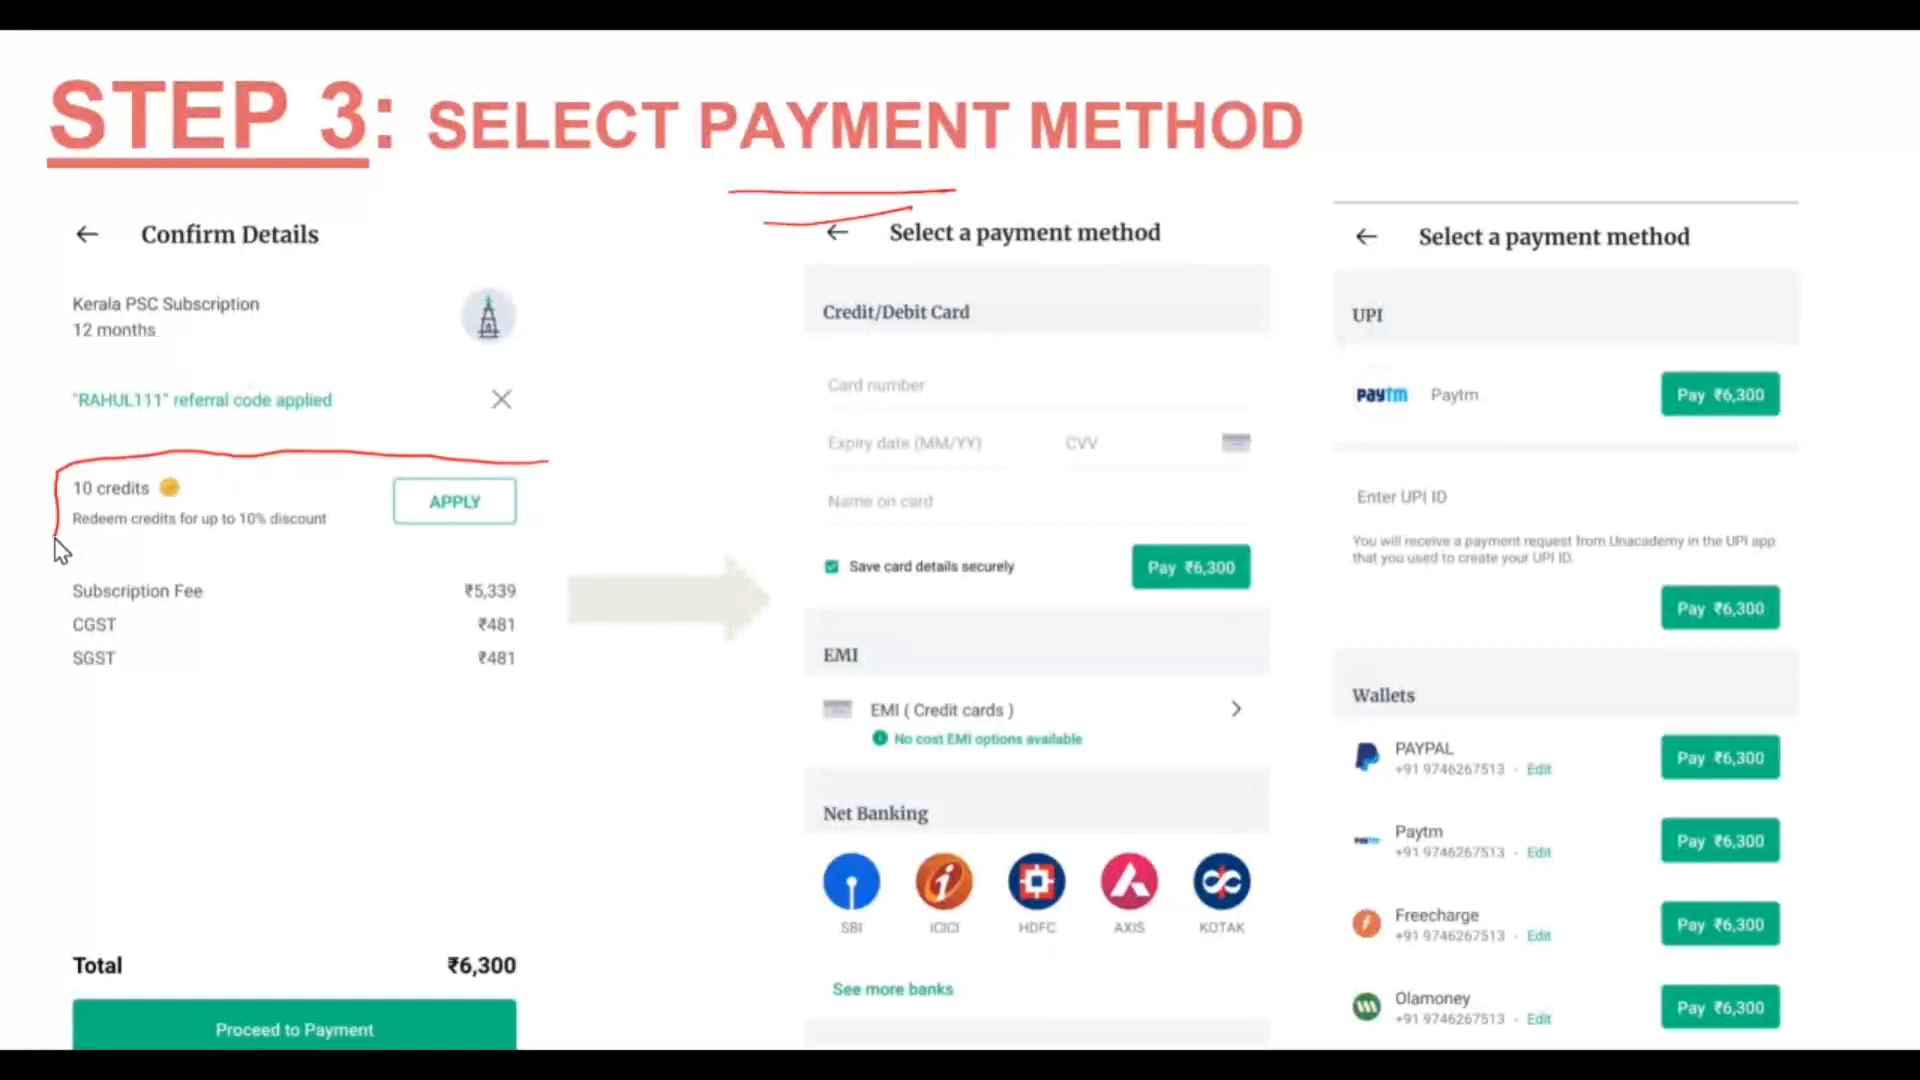 STEP 3: SELECT PAYMENT METHOD
Confirm Details
Kerala PSC Subscription
12 months
"RAHUL111" referral code applied
10 credits
Redeem credits for up to 10% discount
APPLY
Subscription Fee ₹5,339
CGST ₹481
SGST ₹481
Total ₹6,300
Proceed to Payment
Select a payment method
Credit/Debit Card
Card number
Expiry date (MM/YY) CVV
Name on card
Save card details securely Pay ₹6,300
EMI
EMI ( Credit cards )
No cost EMI options available
Net Banking
SBI ICICI HDFC AXIS KOTAK
See more banks
Select a payment method
UPI
paytm Paytm Pay ₹6,300
Enter UPI ID
You will receive a payment request from Unacademy in the UPI app
that you used to create your UPI ID.
Pay ₹6,300
Wallets
PAYPAL
+91 9746267513 - Edit
Pay ₹6,300
Paytm
+91 9746267513 - Edit
Pay ₹6,300
Freecharge
+91 9746267513 - Edit
Pay ₹6,300
Olamoney
+91 9746267513 - Edit
Pay ₹6,300